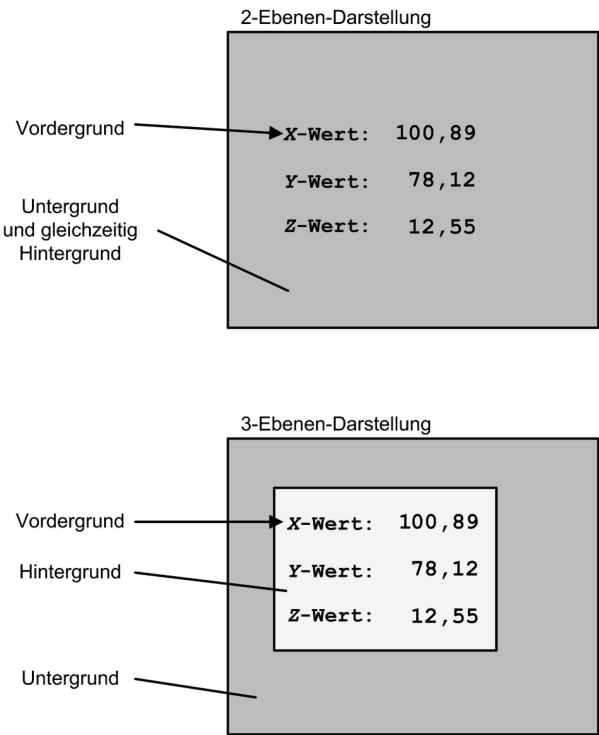 2-Ebenen-Darstellung
Vordergrund
X-Wert: 100,89
Y-Wert: 78,12
Untergrund
und gleichzeitig
Hintergrund
Z-Wert: 12,55
3-Ebenen-Darstellung
Vordergrund
X-Wert: 100,89
Hintergrund
Y-Wert: 78,12
Z-Wert: 12,55
Untergrund